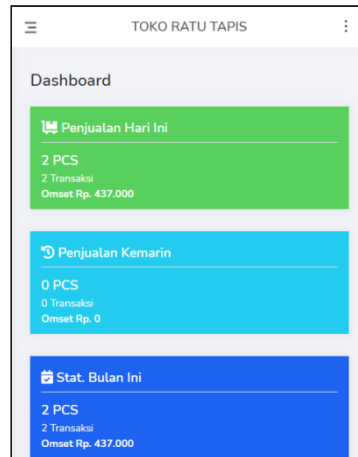 TOKO RATU TAPIS
Dashboard
Penjualan Hari Ini
2 PCS
2 Transaksi
Omset Rp. 437.000
Penjualan Kemarin
0 PCS
0 Transaksi
Omset Rp. 0
Stat. Bulan Ini
2 PCS
2 Transaksi
Omset Rp. 437.000